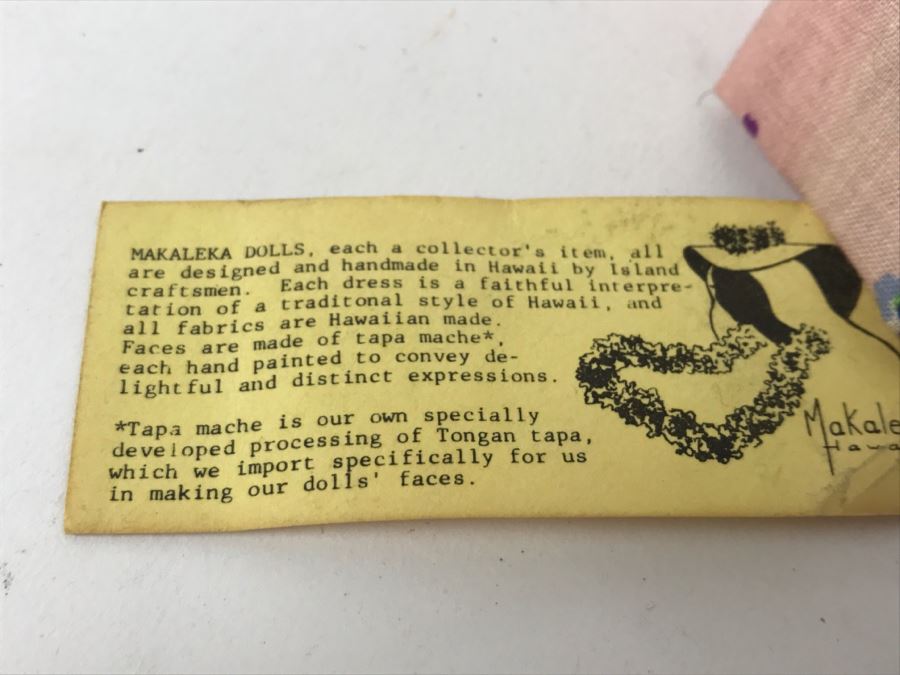 MAKALEKA DOLLS, each a collector's item, all
are designed and handmade in Hawaii by Island
craftsmen. Each dress is a faithful interpre-
tation of a traditonal style of Hawaii, and
all fabrics are Hawaiian made.
Faces are made of tapa mache*,
each hand painted to convey de-
lightful and distinct expressions.
*Tapa mache is our own specially
developed processing of Tongan tapa,
which we import specifically for us
in making our dolls' faces.
Makale
Hawa